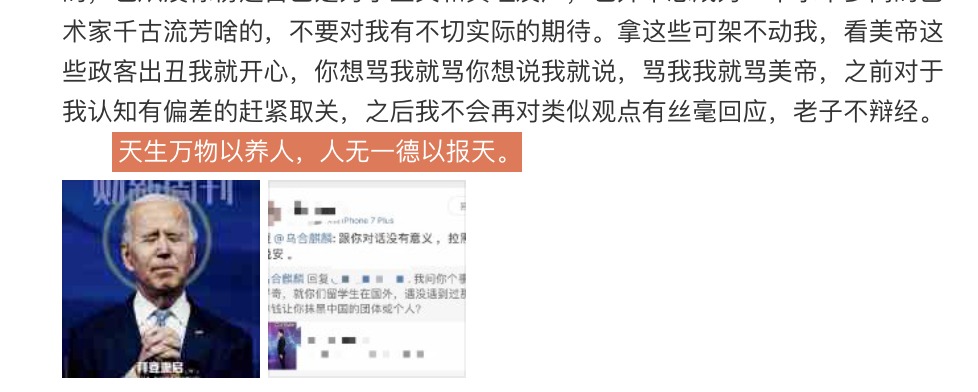 术家千古流芳啥的，不要对我有不切实际的期待。拿这些可架不动我，看美帝这
些政客出丑我就开心，你想骂我就骂你想说我就说，骂我我就骂美帝，之前对于
我认知有偏差的赶紧取关，之后我不会再对类似观点有丝毫回应，老子不辩经。
天生万物以养人，人无一德以报天。
财新周刊
拜登重启
iPhone 7 Plus
@乌合麒麟: 跟你对话没有意义，拉黑
安。
合麒麟 回复
. 我问你个事
奇，就你们留学生在国外，遇没遇到过那
钱让你抹黑中国的团体或个人?